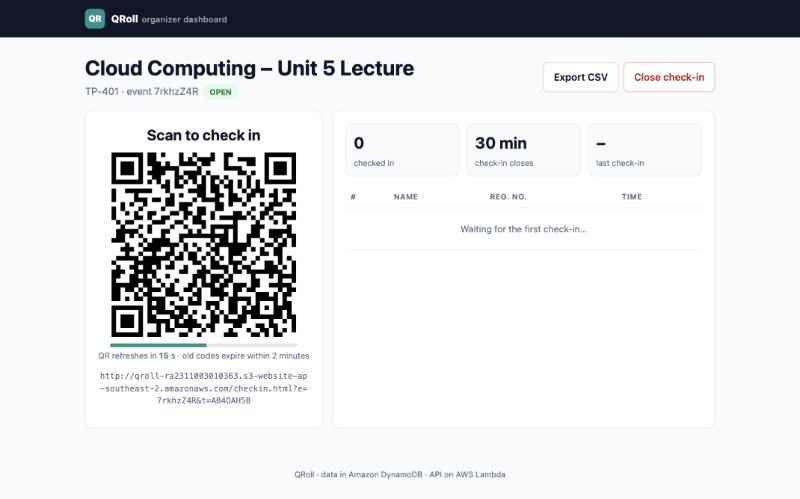 QR QRoll organizer dashboard
Cloud Computing – Unit 5 Lecture
TP-401 · event 7rkhzZ4R OPEN
Export CSV Close check-in
Scan to check in
QR refreshes in 15 s · old codes expire within 2 minutes
http://qroll-ra2311003010363.s3-website-ap
-southeast-2.amazonaws.com/checkin.html?e=
7rkhzZ4R&t=AB4OAH5B
0 30 min –
checked in check-in closes last check-in
# NAME REG. NO. TIME
Waiting for the first check-in...
QRoll · data in Amazon DynamoDB · API on AWS Lambda